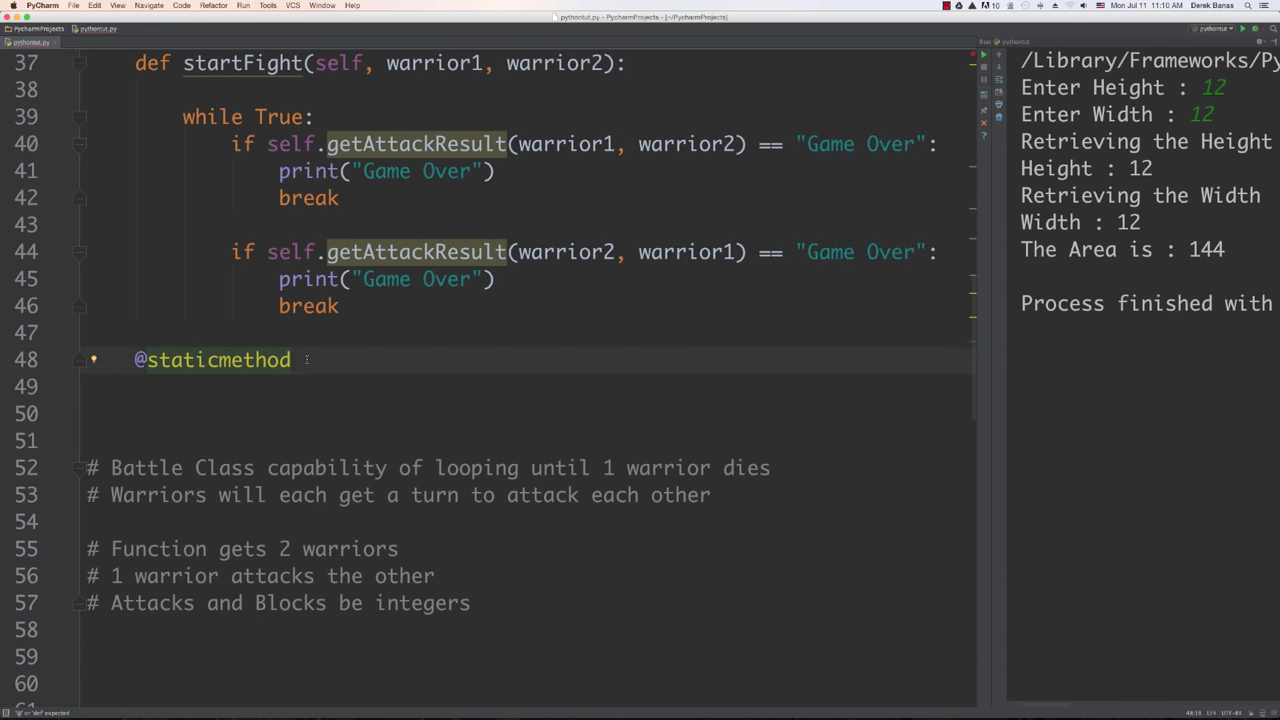 PyCharm File Edit View Navigate Code Refactor Run Tools VCS Window Help 10 Mon Jul 11 11:10 AM Derek Banas
pythontut.py - PycharmProjects - [~/PycharmProjects]
PycharmProjects pythontut.py pythontut
pythontut.py
Run: pythontut
37 def startFight(self, warrior1, warrior2):
38
39 while True:
40 if self.getAttackResult(warrior1, warrior2) == "Game Over":
41 print("Game Over")
42 break
43
44 if self.getAttackResult(warrior2, warrior1) == "Game Over":
45 print("Game Over")
46 break
47
48 @staticmethod
49
50
51
52 # Battle Class capability of looping until 1 warrior dies
53 # Warriors will each get a turn to attack each other
54
55 # Function gets 2 warriors
56 # 1 warrior attacks the other
57 # Attacks and Blocks be integers
58
59
60
/Library/Frameworks/Py
Enter Height : 12
Enter Width : 12
Retrieving the Height
Height : 12
Retrieving the Width
Width : 12
The Area is : 144
Process finished with
'@' or 'def' expected
UTF-8